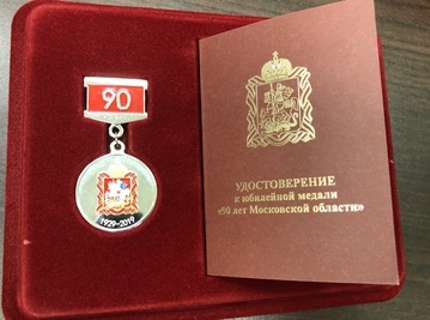 90
1929-2019
УДОСТОВЕРЕНИЕ
к юбилейной медали
«90 лет Московской области»